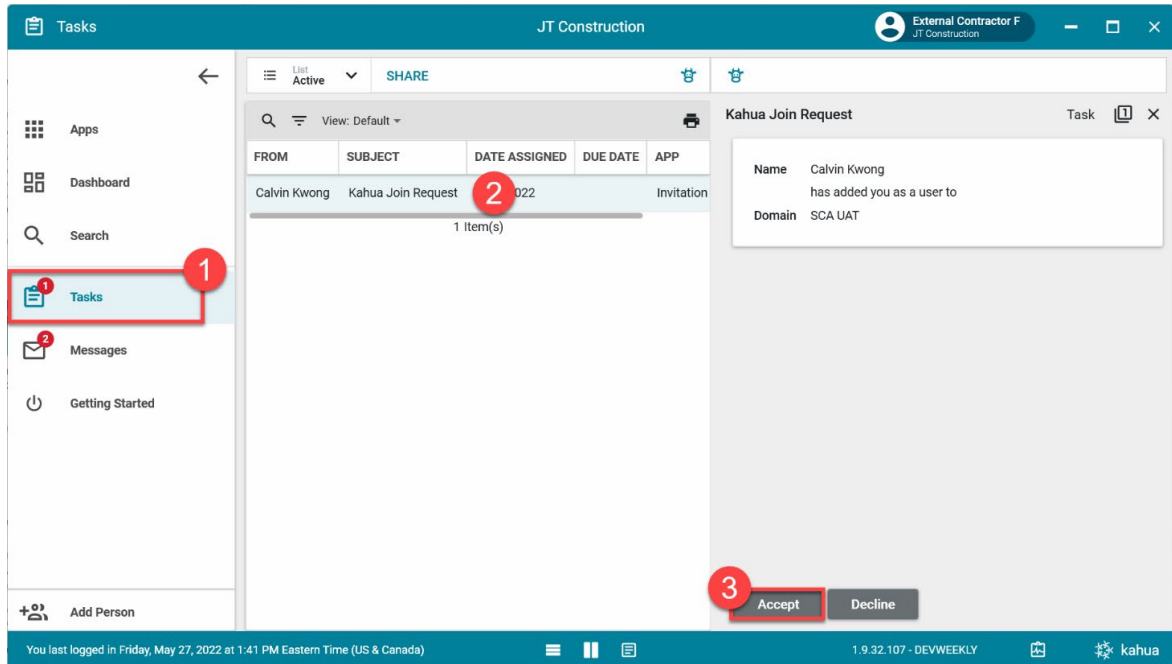 Tasks
JT Construction
External Contractor F
JT Construction
List
Active
SHARE
Apps
Dashboard
Search
1
1
Tasks
2
Messages
Getting Started
Add Person
View: Default
FROM SUBJECT DATE ASSIGNED DUE DATE APP
Calvin Kwong Kahua Join Request 2 022 Invitation
1 Item(s)
Kahua Join Request Task 1
Name Calvin Kwong
has added you as a user to
Domain SCA UAT
3
Accept Decline
You last logged in Friday, May 27, 2022 at 1:41 PM Eastern Time (US & Canada)
1.9.32.107 - DEVWEEKLY
kahua